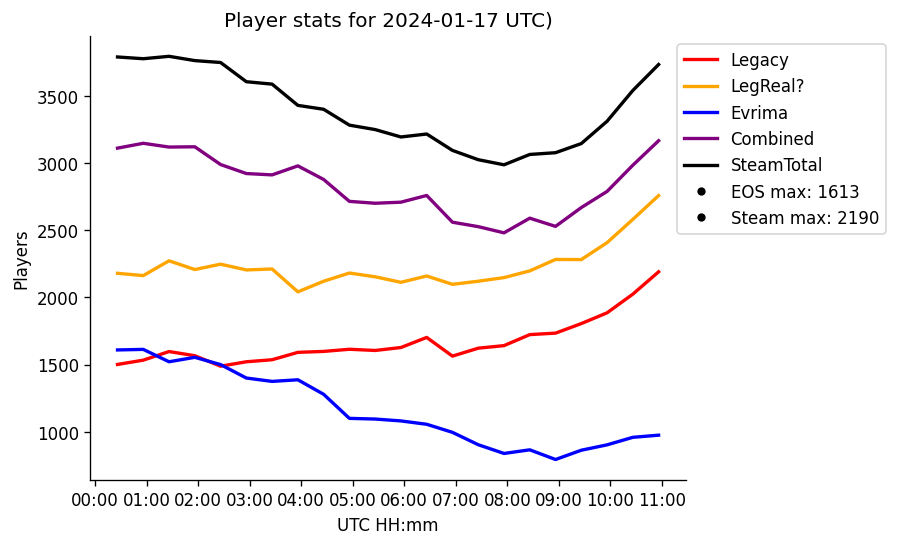 Player stats for 2024-01-17 UTC)
Legacy
LegReal?
Evrima
Combined
SteamTotal
EOS max: 1613
Steam max: 2190
Players
3500
3000
2500
2000
1500
1000
00:00 01:00 02:00 03:00 04:00 05:00 06:00 07:00 08:00 09:00 10:00 11:00
UTC HH:mm